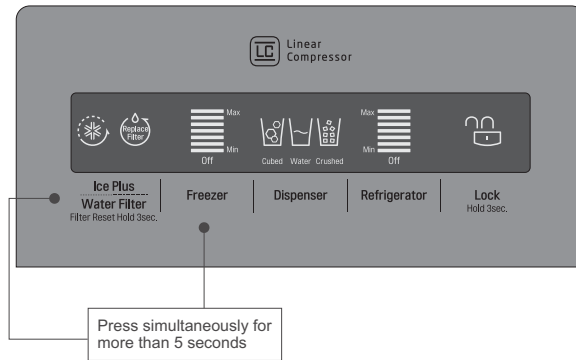 LC Linear
Compressor
Replace
Filter
Max
Min
Off
Cubed Water Crushed
Max
Min
Off
Ice Plus
Water Filter
Filter Reset Hold 3sec.
Freezer
Dispenser
Refrigerator
Lock
Hold 3sec.
Press simultaneously for
more than 5 seconds